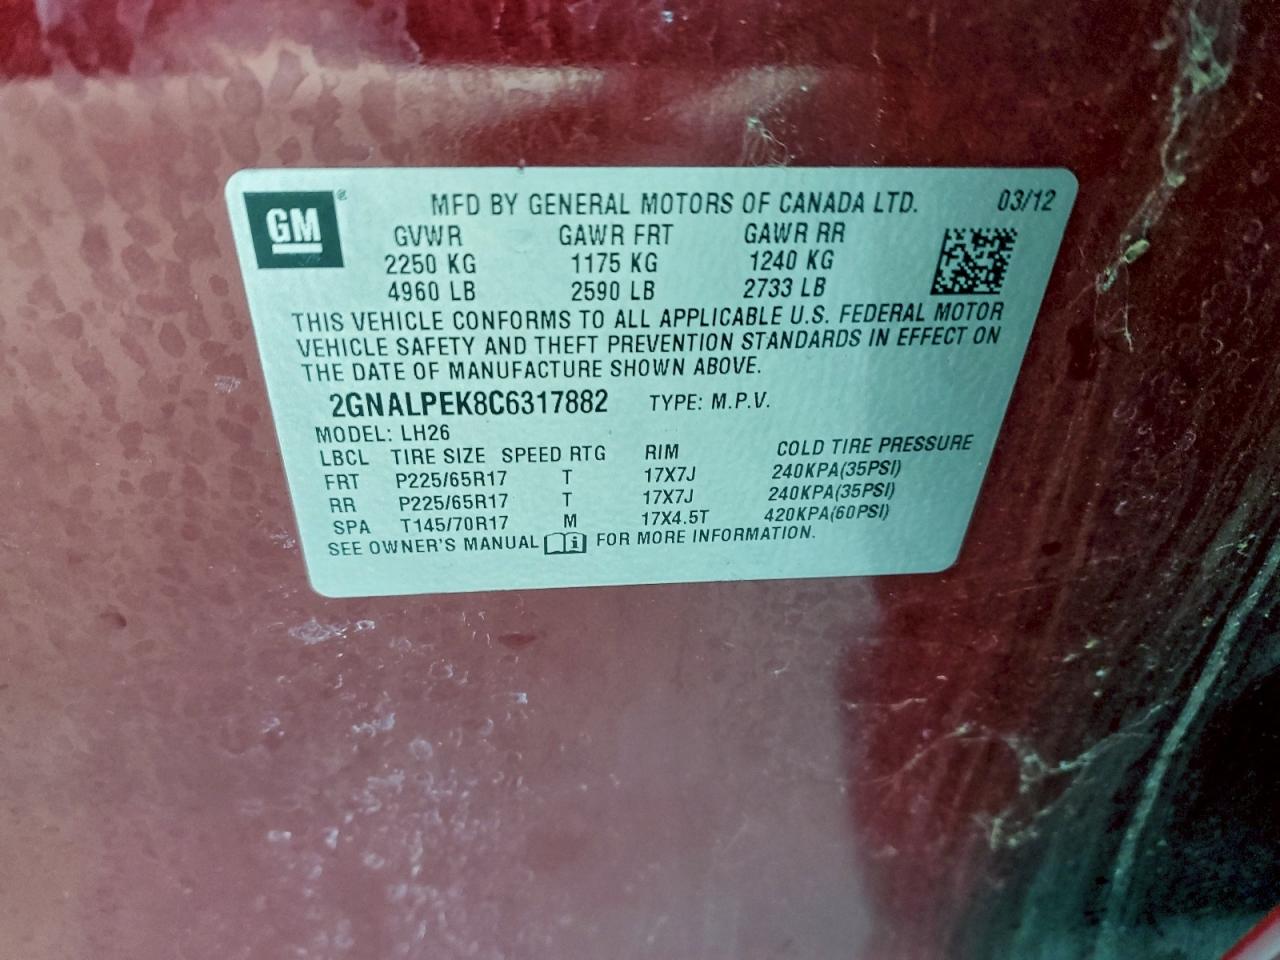 GM ®
MFD BY GENERAL MOTORS OF CANADA LTD. 03/12
GVWR GAWR FRT GAWR RR
2250 KG 1175 KG 1240 KG
4960 LB 2590 LB 2733 LB
THIS VEHICLE CONFORMS TO ALL APPLICABLE U.S. FEDERAL MOTOR
VEHICLE SAFETY AND THEFT PREVENTION STANDARDS IN EFFECT ON
THE DATE OF MANUFACTURE SHOWN ABOVE.
2GNALPEK8C6317882 TYPE: M.P.V.
MODEL: LH26
LBCL TIRE SIZE SPEED RTG RIM COLD TIRE PRESSURE
FRT P225/65R17 T 17X7J 240KPA(35PSI)
RR P225/65R17 T 17X7J 240KPA(35PSI)
SPA T145/70R17 M 17X4.5T 420KPA(60PSI)
SEE OWNER'S MANUAL i FOR MORE INFORMATION.